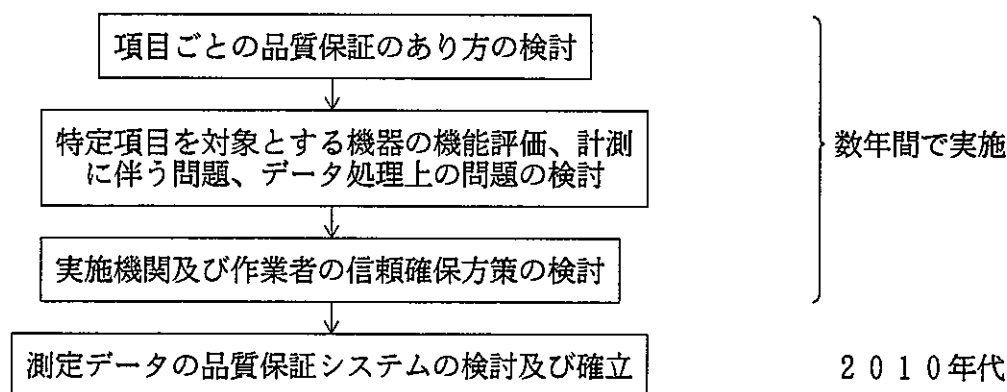 項目ごとの品質保証のあり方の検討
特定項目を対象とする機器の機能評価、計測
に伴う問題、データ処理上の問題の検討
数年間で実施
実施機関及び作業者の信頼確保方策の検討
測定データの品質保証システムの検討及び確立
2010年代